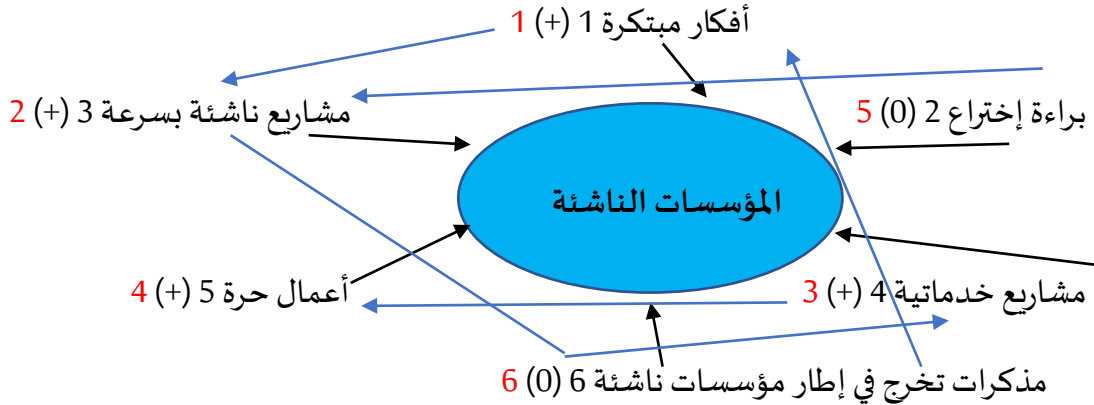 أفكار مبتكرة 1 (+) 1
براءة إختراع 2 (0) 5
مشاريع ناشئة بسرعة 3 (+) 2
المؤسسات الناشئة
مشاريع خدماتية 4 (+) 3
أعمال حرة 5 (+) 4
مذكرات تخرج في إطار مؤسسات ناشئة 6 (0) 6